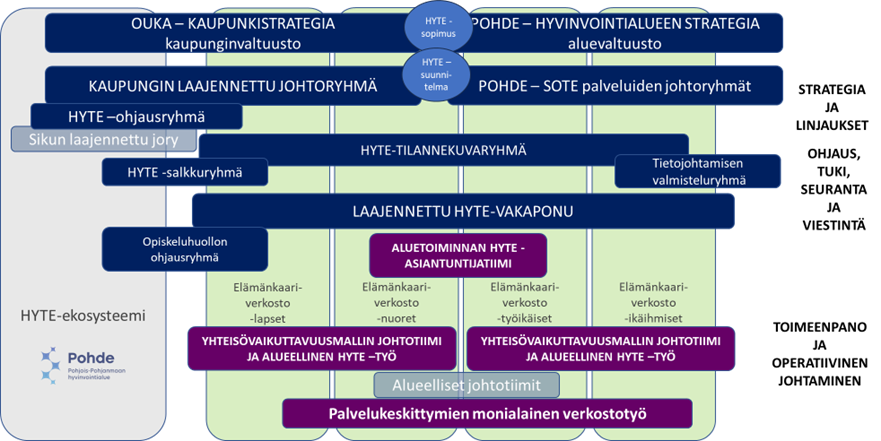 OUKA – KAUPUNKISTRATEGIA
kaupunginvaltuusto
HYTE -
sopimus
POHDE – HYVINVOINTIALUEEN STRATEGIA
aluevaltuusto
KAUPUNGIN LAAJENNETTU JOHTORYHMÄ
HYTE –
suunni-
telma
POHDE – SOTE palveluiden johtoryhmät
STRATEGIA
JA
LINJAUKSET
HYTE –ohjausryhmä
Sikun laajennettu jory
HYTE-TILANNEKUVARYHMÄ
HYTE -salkkuryhmä
Tietojohtamisen
valmisteluryhmä
OHJAUS,
TUKI,
SEURANTA
JA
VIESTINTÄ
LAAJENNETTU HYTE-VAKAPONU
Opiskeluhuollon
ohjausryhmä
ALUETOIMINNAN HYTE -
ASIANTUNTIJATIIMI
Elämänkaari-
verkosto
-lapset
Elämänkaari-
verkosto
-nuoret
Elämänkaari-
verkosto
-työikäiset
Elämänkaari-
verkosto
-ikäihmiset
HYTE-ekosysteemi
Pohde
Pohjois-Pohjanmaan
hyvinvointialue
YHTEISÖVAIKUTTAVUUSMALLIN JOHTOTIIMI
JA ALUEELLINEN HYTE –TYÖ
YHTEISÖVAIKUTTAVUUSMALLIN JOHTOTIIMI
JA ALUEELLINEN HYTE –TYÖ
TOIMEENPANO
JA
OPERATIIVINEN
JOHTAMINEN
Alueelliset johtotiimit
Palvelukeskittymien monialainen verkostotyö